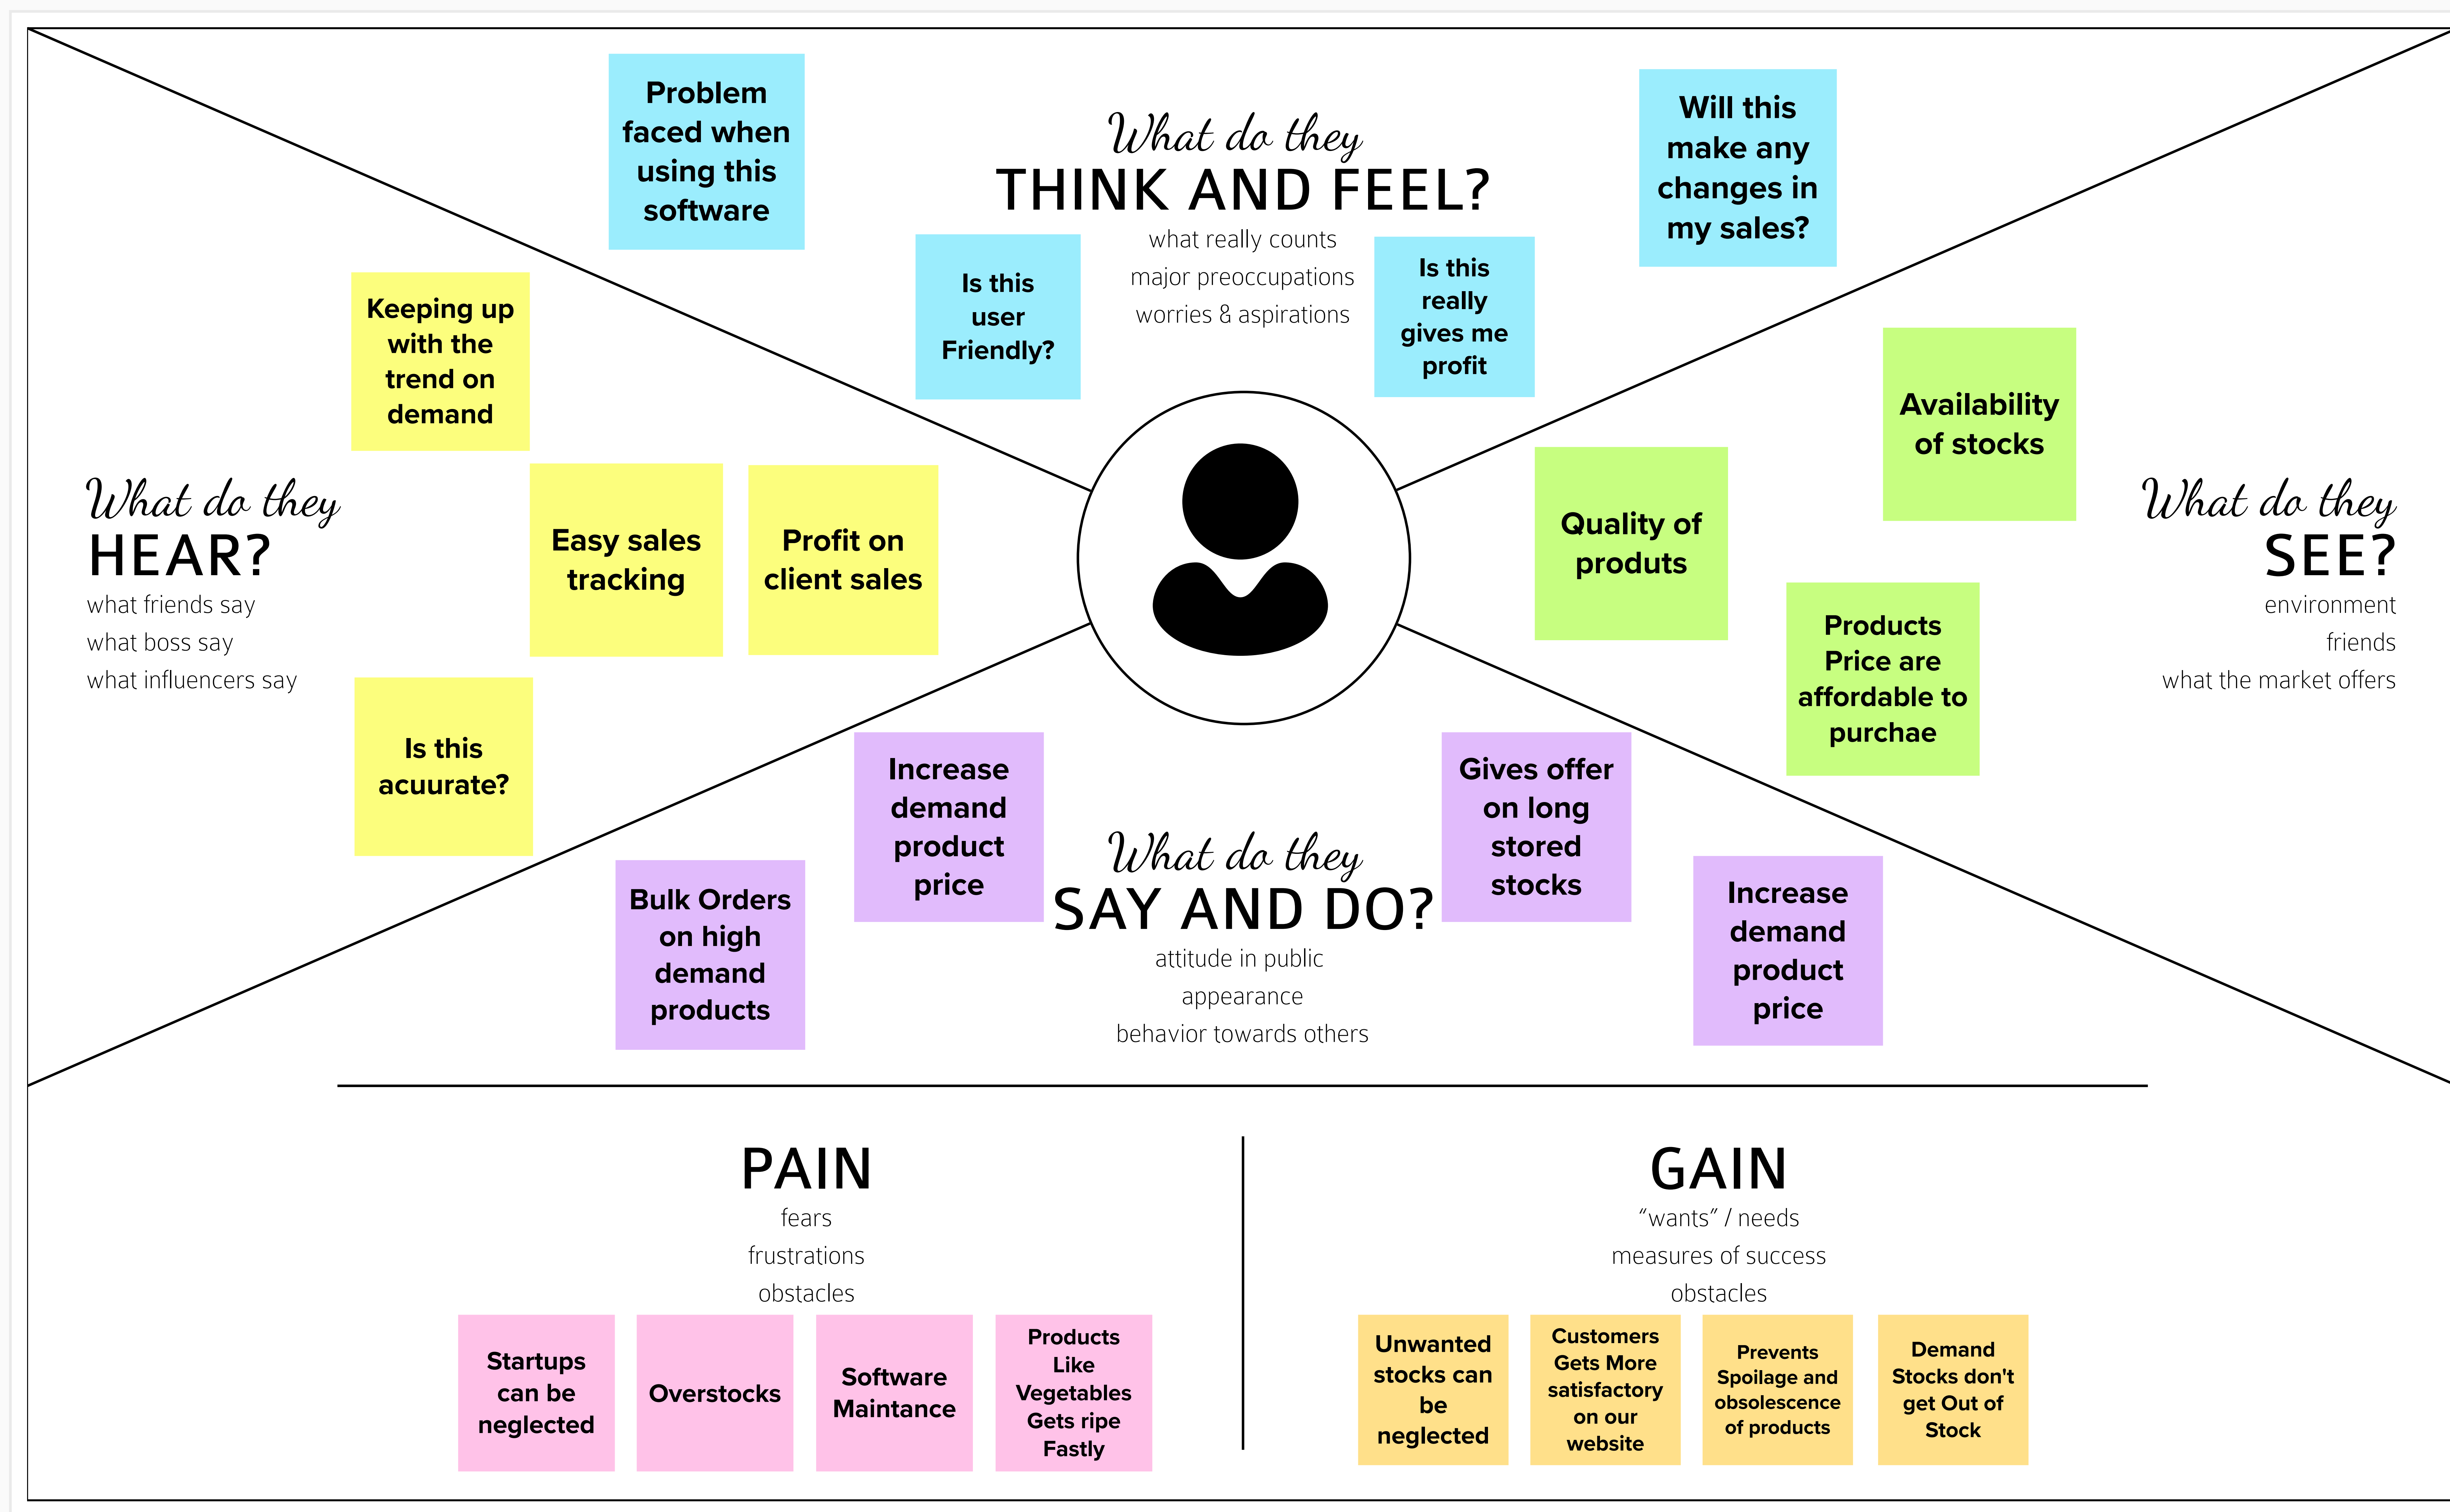 Problem
faced when
using this
software
What do they
THINK AND FEEL?
what really counts
major preoccupations
worries & aspirations
Is this
user
Friendly?
Is this
really
gives me
profit
Will this
make any
changes in
my sales?
Keeping up
with the
trend on
demand
What do they
HEAR?
what friends say
what boss say
what influencers say
Easy sales
tracking
Profit on
client sales
Is this
acuurate?
Availability
of stocks
Quality of
produts
What do they
SEE?
environment
friends
what the market offers
Products
Price are
affordable to
purchae
Increase
demand
product
price
Bulk Orders
on high
demand
products
What do they
SAY AND DO?
attitude in public
appearance
behavior towards others
Gives offer
on long
stored
stocks
Increase
demand
product
price
PAIN
fears
frustrations
obstacles
Startups
can be
neglected
Overstocks
Software
Maintance
Products
Like
Vegetables
Gets ripe
Fastly
GAIN
“wants” / needs
measures of success
obstacles
Unwanted
stocks can
be
neglected
Customers
Gets More
satisfactory
on our
website
Prevents
Spoilage and
obsolescence
of products
Demand
Stocks don't
get Out of
Stock